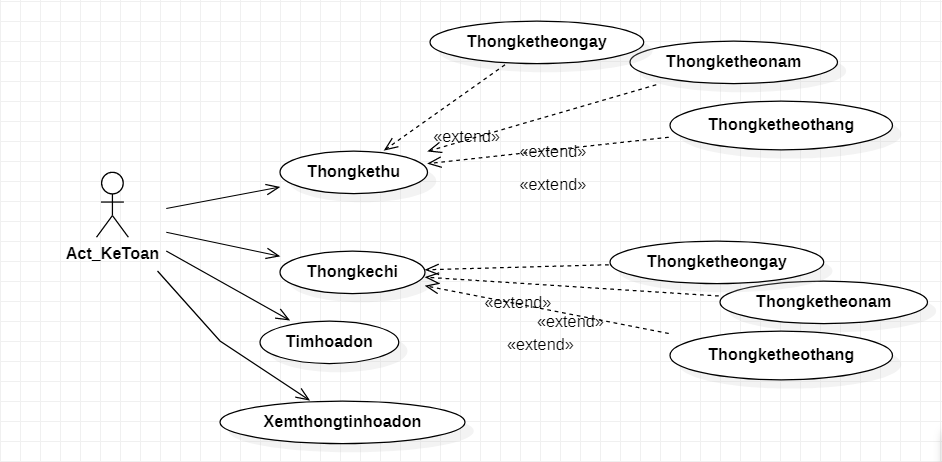 Thongketheongay
Thongketheonam
Thongketheothang
«extend»
«extend»
«extend»
Thongkethu
Act_KeToan
Thongkechi
Thongketheongay
Thongketheonam
Thongketheothang
«extend»
«extend»
«extend»
Timhoadon
Xemthongtinhoadon